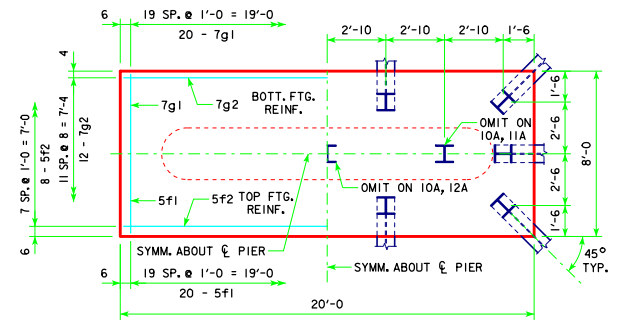 6 19 SP. @ 1'-0 = 19'-0
20 - 7g1
2'-10 2'-10 2'-10 1'-6
4
7g1 7g2 BOTT. FTG.
REINF.
OMIT ON
10A, 11A
7 SP. @ 1'-0 = 7'-0
8 - 5f2
11 SP. @ 8 = 7'-4
12 - 7g2
1'-6
2'-6
2'-6
1'-6
8'-0
OMIT ON 10A, 12A
5f1 5f2 TOP FTG.
REINF.
6
SYMM. ABOUT ℄ PIER
SYMM. ABOUT ℄ PIER
45°
TYP.
6 19 SP. @ 1'-0 = 19'-0
20 - 5f1
20'-0